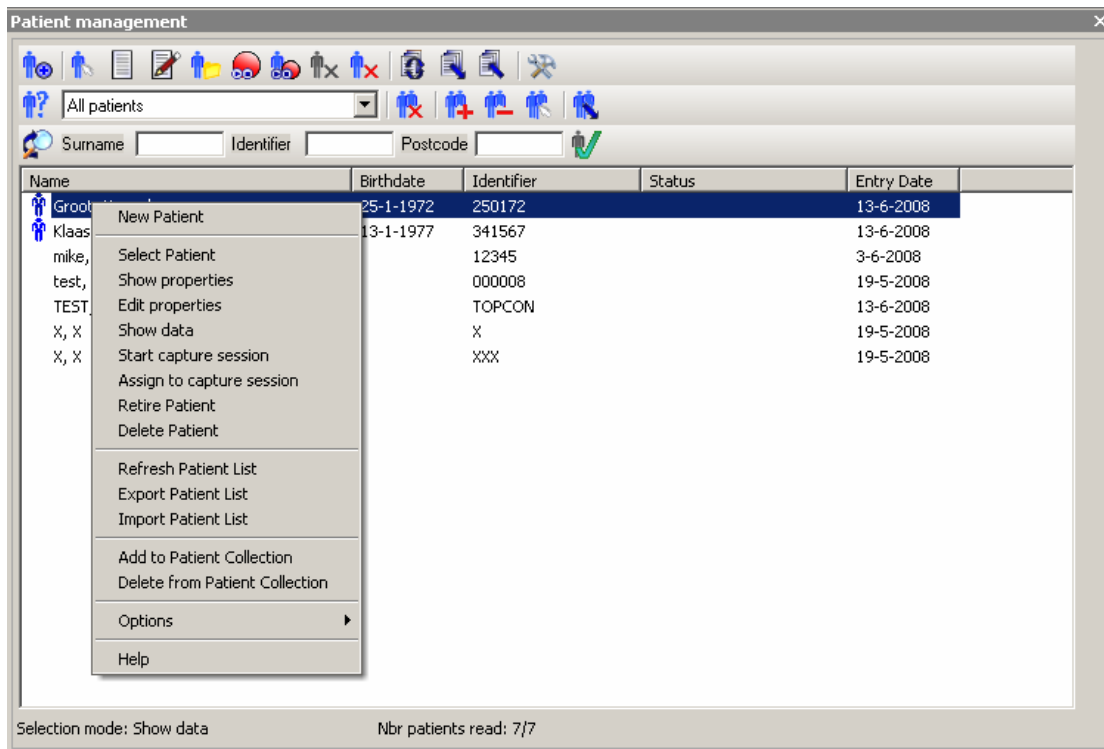 Patient management
All patients
Surname Identifier Postcode
Name Birthdate Identifier Status Entry Date
Groot 25-1-1972 250172 13-6-2008
Klaas 13-1-1977 341567 13-6-2008
mike, 12345 3-6-2008
test, 000008 19-5-2008
TEST_ TOPCON 13-6-2008
X, X X 19-5-2008
X, X XXX 19-5-2008
New Patient
Select Patient
Show properties
Edit properties
Show data
Start capture session
Assign to capture session
Retire Patient
Delete Patient
Refresh Patient List
Export Patient List
Import Patient List
Add to Patient Collection
Delete from Patient Collection
Options
Help
Selection mode: Show data Nbr patients read: 7/7